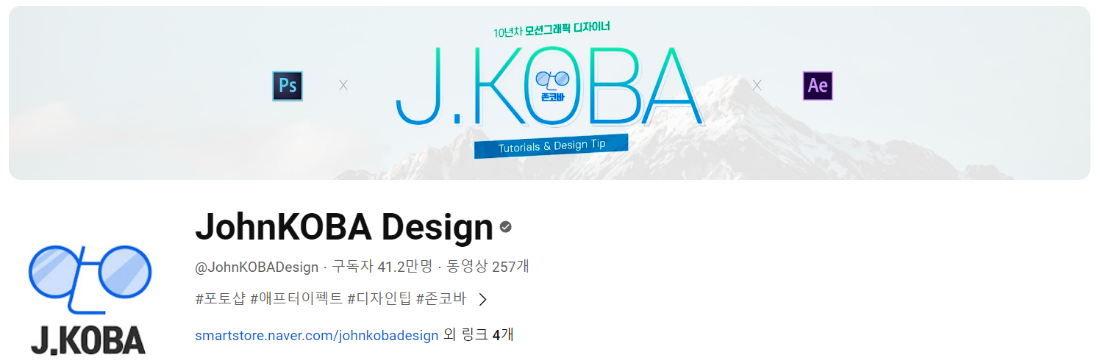 10년차 모션그래픽 디자이너
Ps X J.KOBA X Ae
존코바
Tutorials & Design Tip
JohnKOBA Design
@JohnKOBADesign · 구독자 41.2만명 · 동영상 257개
#포토샵 #애프터이펙트 #디자인팁 #존코바
J.KOBA
smartstore.naver.com/johnkobadesign 외 링크 4개